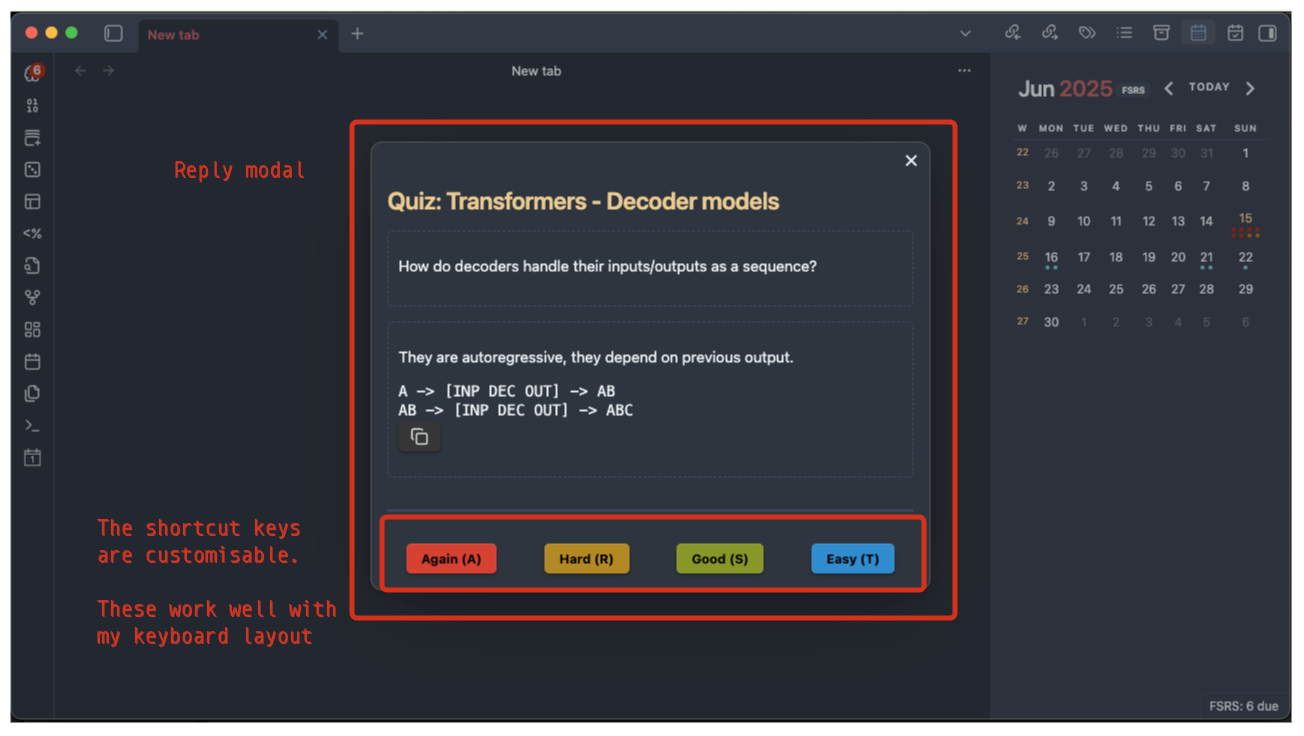 New tab
New tab
6
01
10
<%
>_
1
Reply modal
Quiz: Transformers - Decoder models
How do decoders handle their inputs/outputs as a sequence?
They are autoregressive, they depend on previous output.
A -> [INP DEC OUT] -> AB
AB -> [INP DEC OUT] -> ABC
Again (A) Hard (R) Good (S) Easy (T)
The shortcut keys
are customisable.
These work well with
my keyboard layout
Jun 2025 FSRS < TODAY >
W MON TUE WED THU FRI SAT SUN
22 26 27 28 29 30 31 1
23 2 3 4 5 6 7 8
24 9 10 11 12 13 14 15
25 16 17 18 19 20 21 22
26 23 24 25 26 27 28 29
27 30 1 2 3 4 5 6
FSRS: 6 due